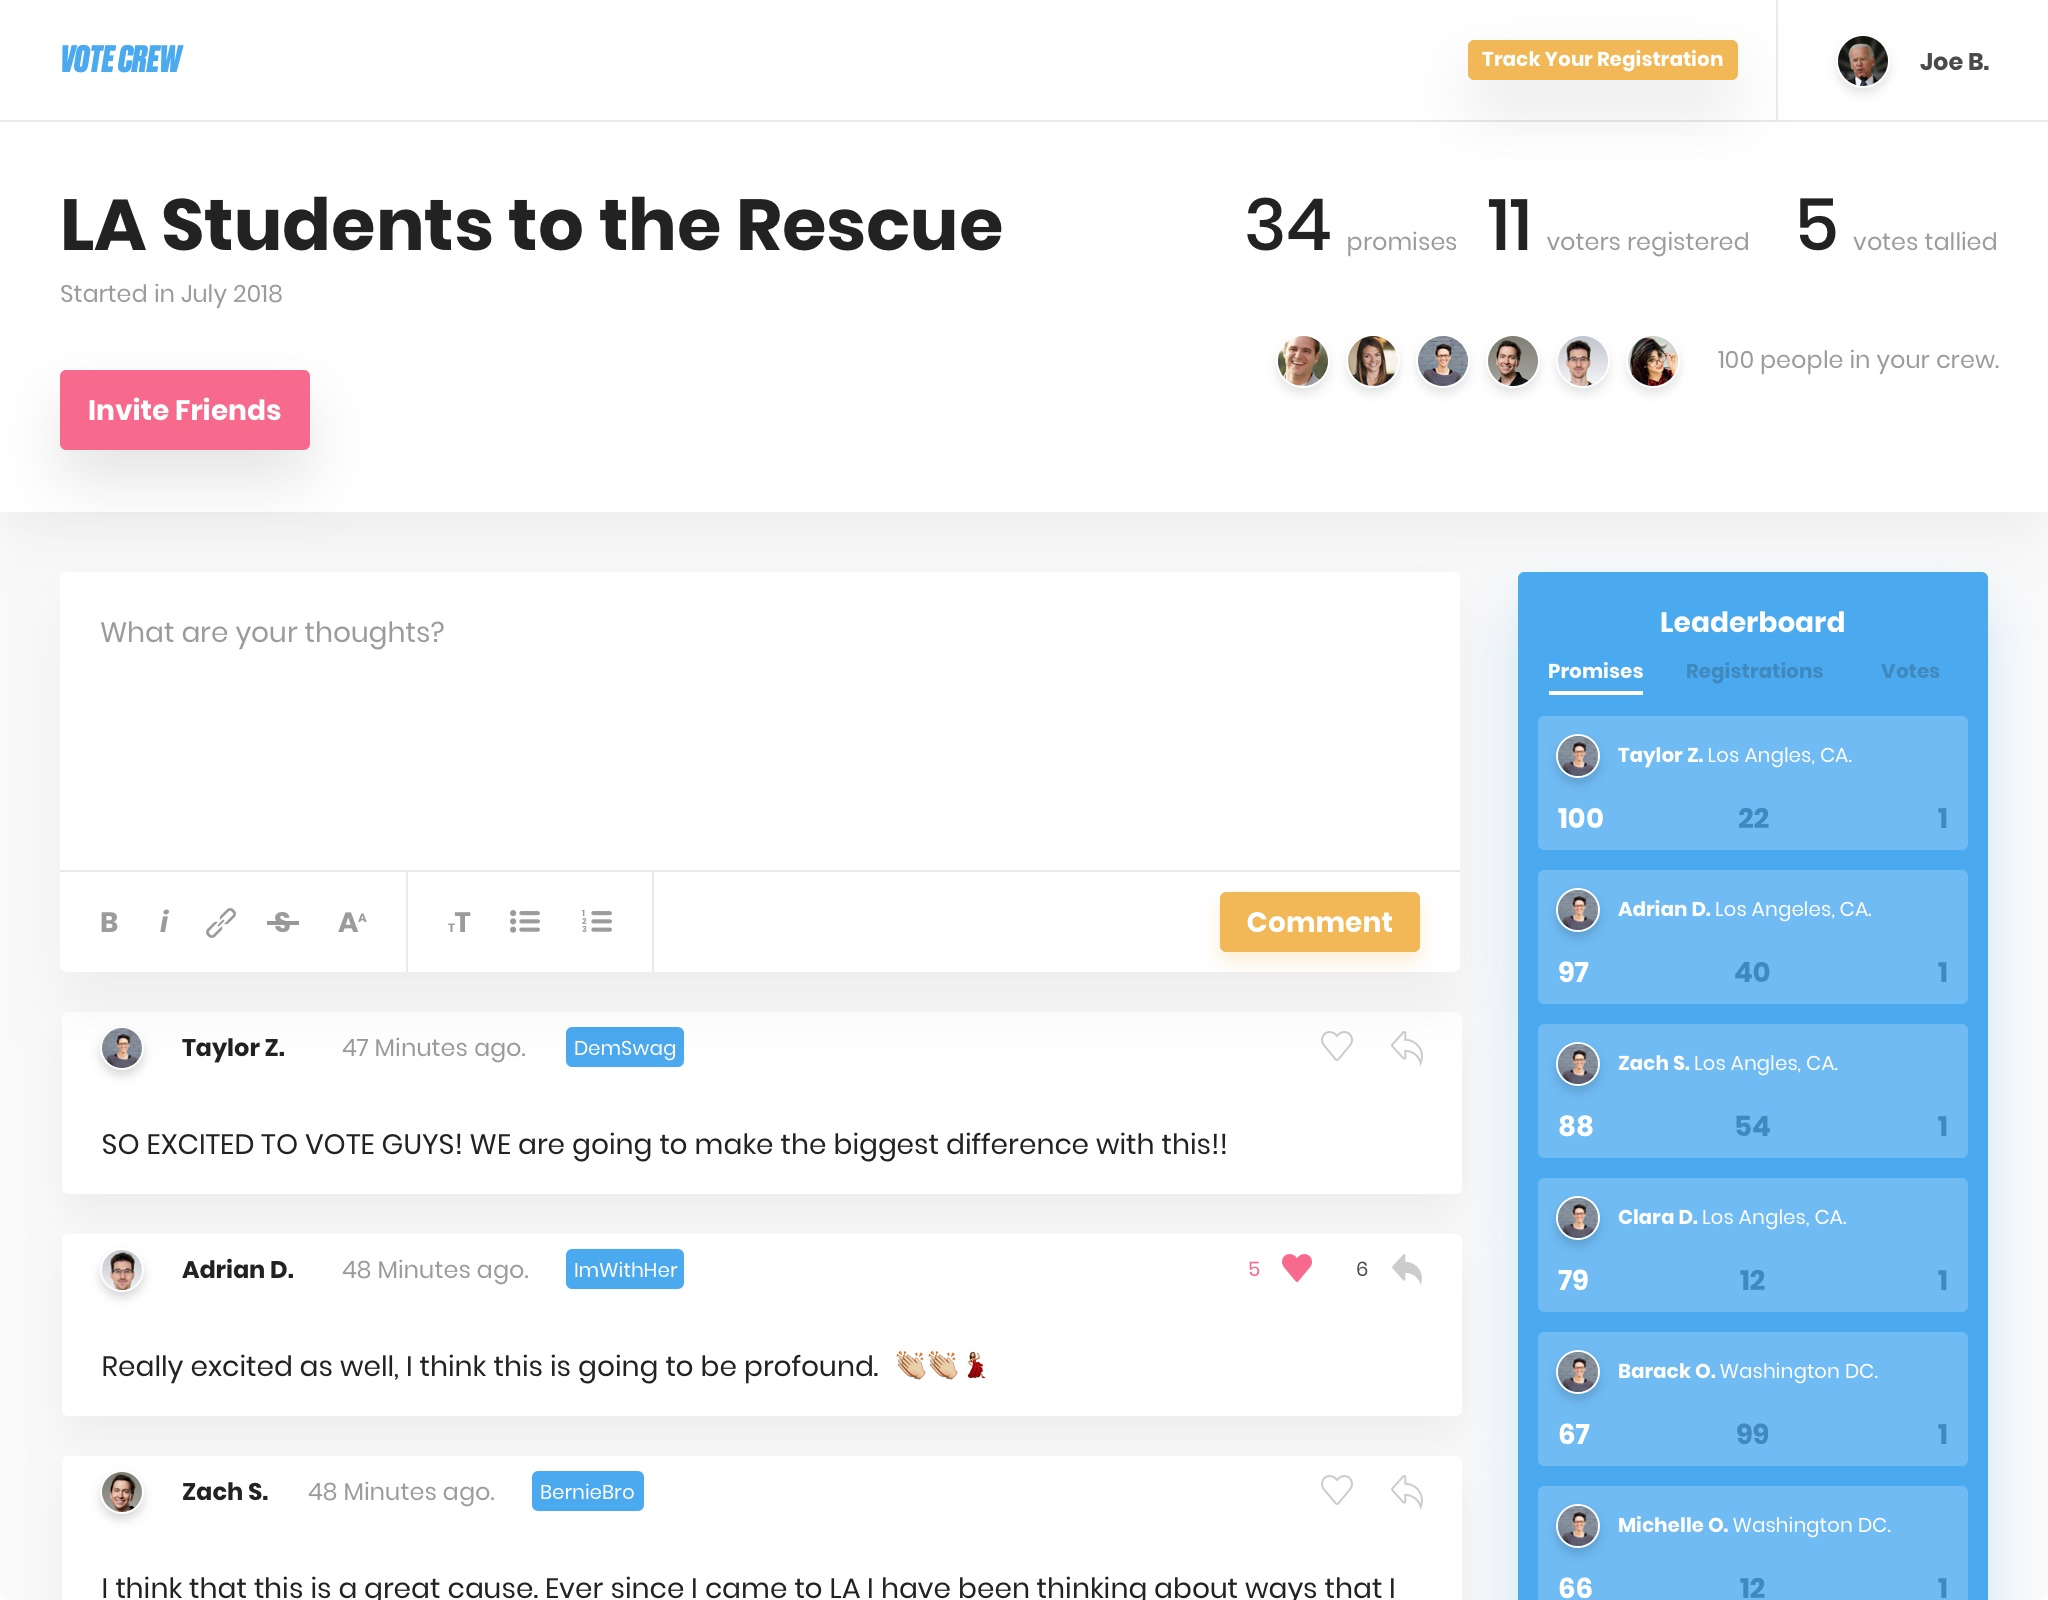 VOTE CREW
Track Your Registration
Joe B.
LA Students to the Rescue
34 promises 11 voters registered 5 votes tallied
Started in July 2018
100 people in your crew.
Invite Friends
What are your thoughts?
B i S AA TT 1 2 3
Comment
Taylor Z. 47 Minutes ago. DemSwag
SO EXCITED TO VOTE GUYS! WE are going to make the biggest difference with this!!
Adrian D. 48 Minutes ago. ImWithHer 5 6
Really excited as well, I think this is going to be profound. 👏👏💃
Zach S. 48 Minutes ago. BernieBro
I think that this is a great cause. Ever since I came to LA I have been thinking about ways that I
Leaderboard
Promises Registrations Votes
Taylor Z. Los Angles, CA.
100 22 1
Adrian D. Los Angeles, CA.
97 40 1
Zach S. Los Angles, CA.
88 54 1
Clara D. Los Angles, CA.
79 12 1
Barack O. Washington DC.
67 99 1
Michelle O. Washington DC.
66 12 1